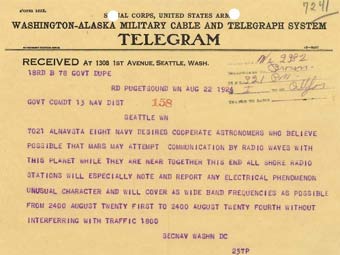 7241
SIGNAL CORPS, UNITED STATES ARMY
WASHINGTON-ALASKA MILITARY CABLE AND TELEGRAPH SYSTEM
TELEGRAM
RECEIVED AT 1308 1ST AVENUE, SEATTLE, WASH.
18RD B 78 GOVT DUPE
RD PUGETSOUND WN AUG 22 1924
GOVT COMDT 13 NAV DIST
158
SEATTLE WN
7021 ALNAVSTA EIGHT NAVY DESIRES COOPERATE ASTRONOMERS WHO BELIEVE
POSSIBLE THAT MARS MAY ATTEMPT COMMUNICATION BY RADIO WAVES WITH
THIS PLANET WHILE THEY ARE NEAR TOGETHER THIS END ALL SHORE RADIO
STATIONS WILL ESPECIALLY NOTE AND REPORT ANY ELECTRICAL PHENOMENON
UNUSUAL CHARACTER AND WILL COVER AS WIDE BAND FREQUENCIES AS POSSIBLE
FROM 2400 AUGUST TWENTY FIRST TO 2400 AUGUST TWENTY FOURTH WITHOUT
INTERFERRING WITH TRAFFIC 1800
SECNAV WASHN DC
237P